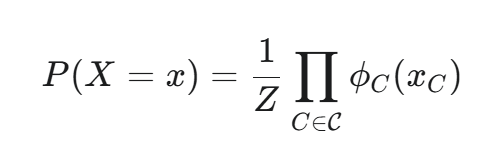 P(X = x) = \frac{1}{Z} \prod_{C \in \mathcal{C}} \phi_C(x_C)